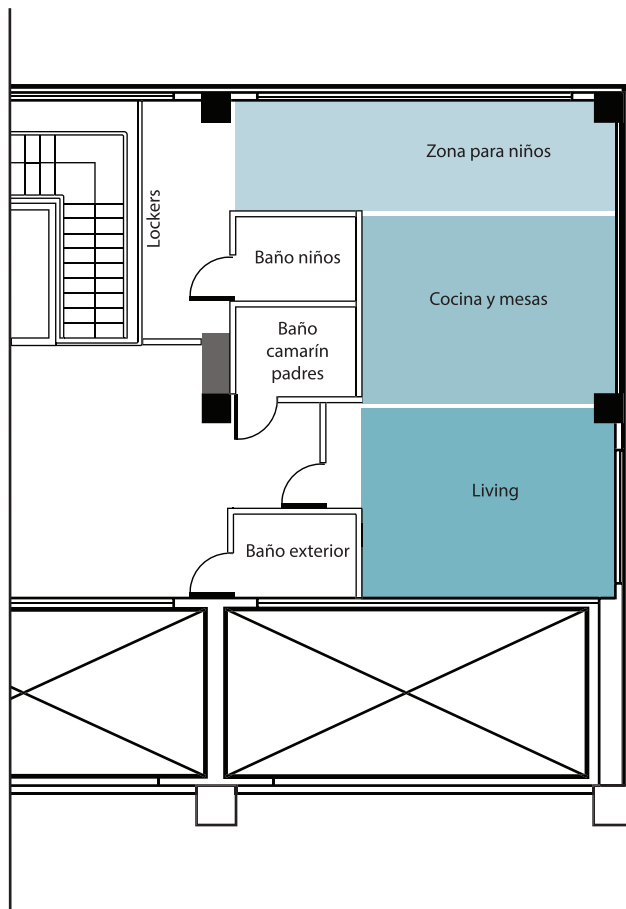 Zona para niños
Lockers
Baño niños
Cocina y mesas
Baño
camarín
padres
Living
Baño exterior